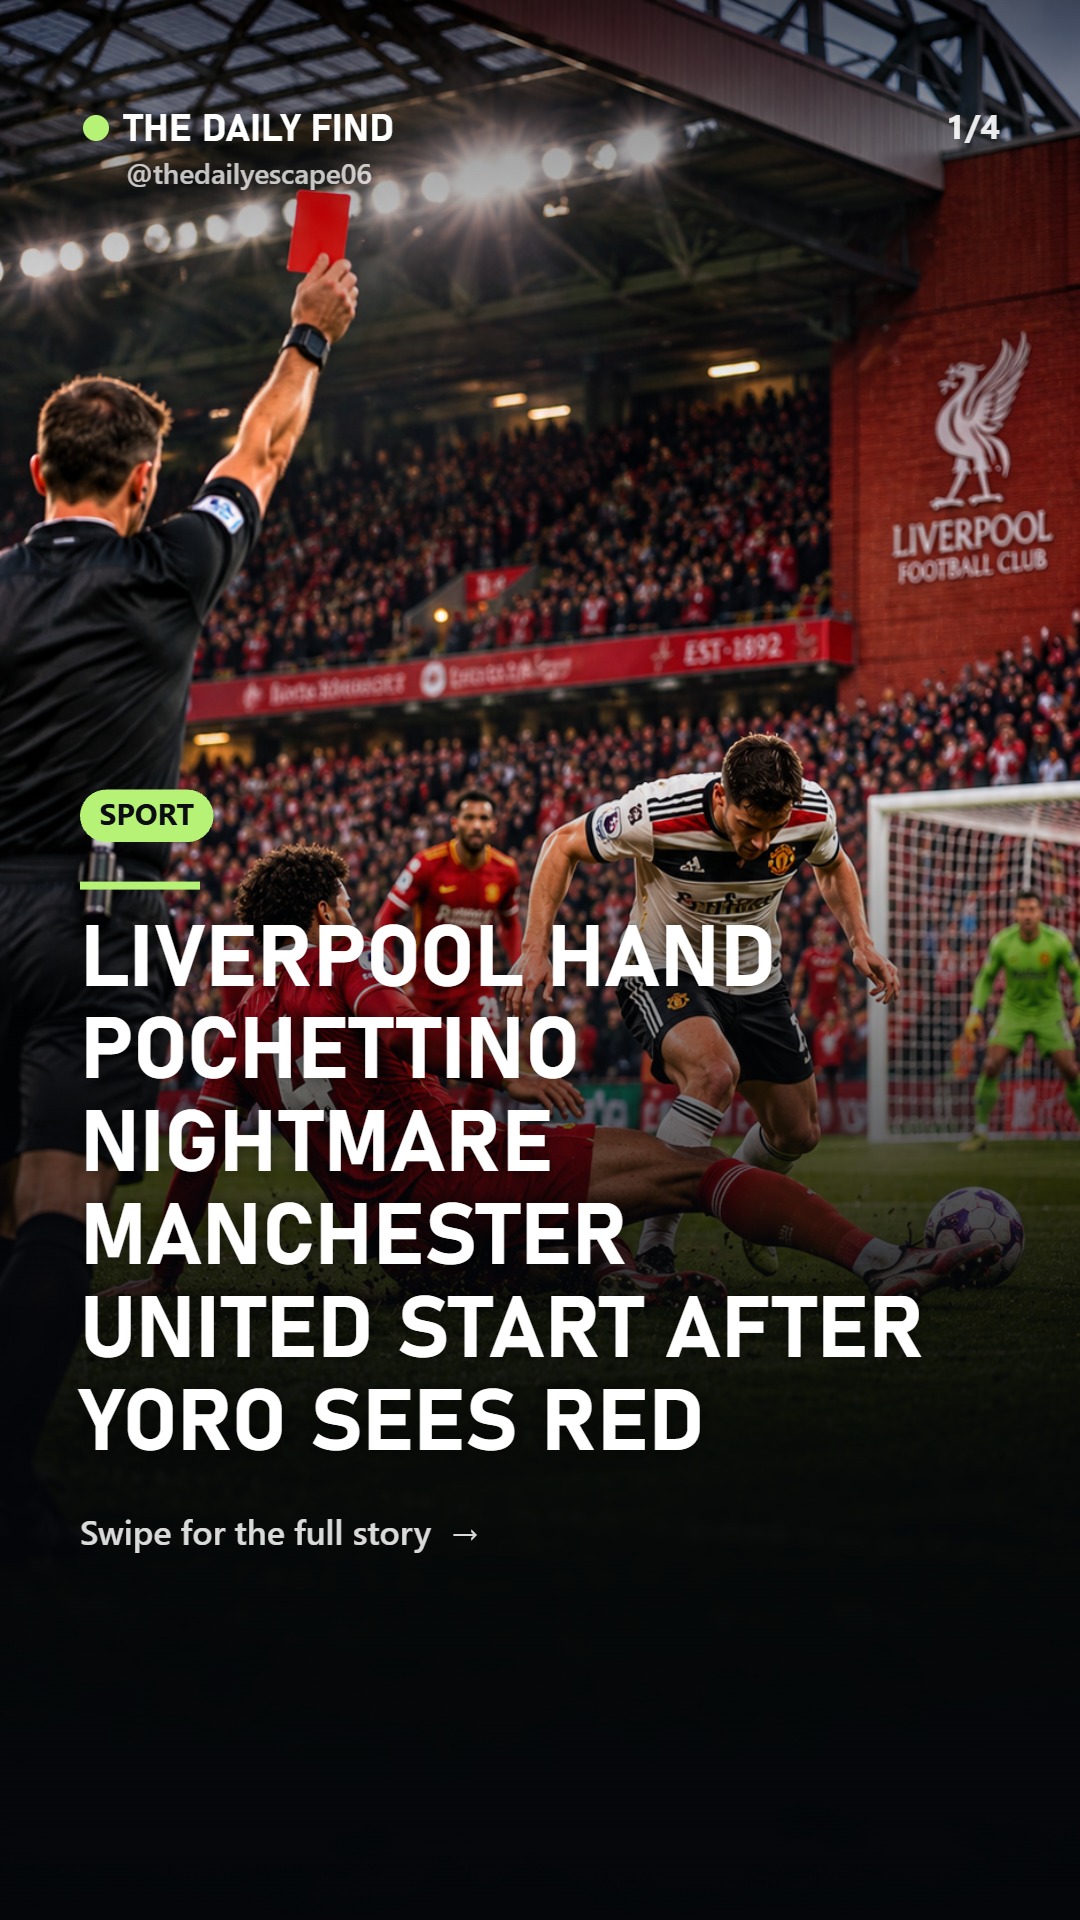 THE DAILY FIND
1/4
@thedailyescape06
LIVERPOOL
FOOTBALL CLUB
EST·1892
SPORT
4
LIVERPOOL HAND
POCHETTINO
NIGHTMARE
MANCHESTER
UNITED START AFTER
YORO SEES RED
Swipe for the full story →